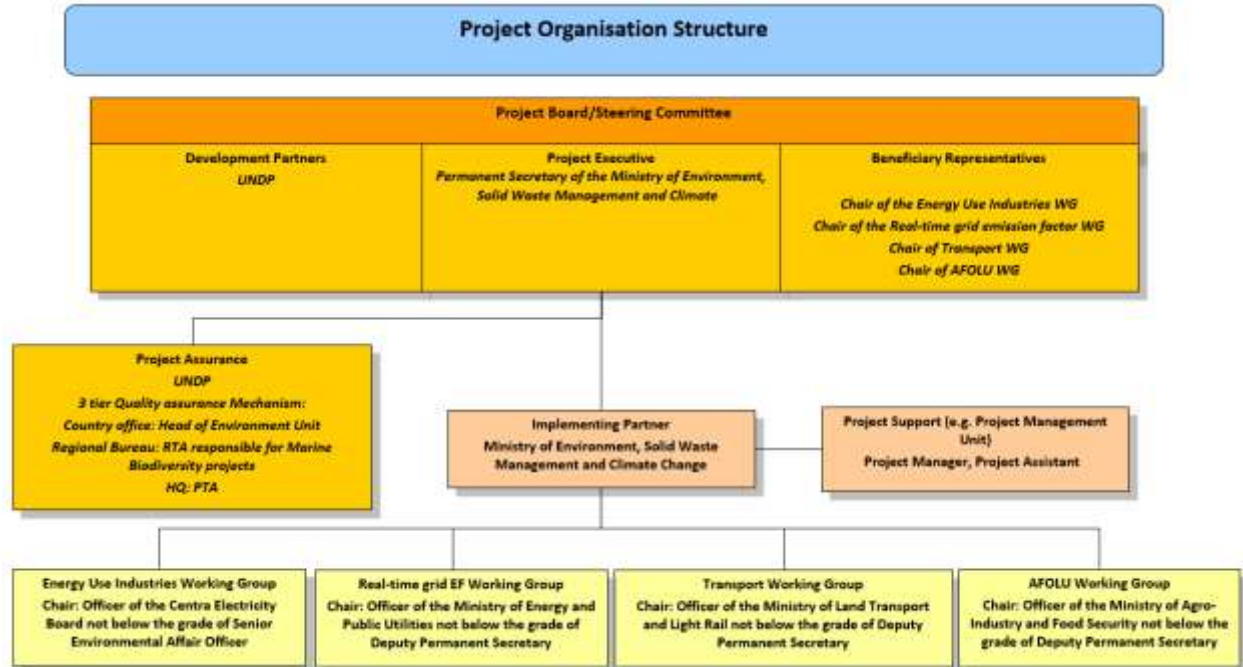 Project Organisation Structure
Project Board/Steering Committee
Development Partners
UNDP
Project Executive
Permanent Secretary of the Ministry of Environment,
Solid Waste Management and Climate
Beneficiary Representatives
Chair of the Energy Use Industries WG
Chair of the Real-time grid emission factor WG
Chair of Transport WG
Chair of AFOLU WG
Project Assurance
UNDP
3 tier Quality assurance Mechanism:
Country office: Head of Environment Unit
Regional Bureau: RTA responsible for Marine
Biodiversity projects
HQ: PTA
Implementing Partner
Ministry of Environment, Solid Waste
Management and Climate Change
Project Support (e.g. Project Management
Unit)
Project Manager, Project Assistant
Energy Use Industries Working Group
Chair: Officer of the Centra Electricity
Board not below the grade of Senior
Environmental Affair Officer
Real-time grid EF Working Group
Chair: Officer of the Ministry of Energy and
Public Utilities not below the grade of
Deputy Permanent Secretary
Transport Working Group
Chair: Officer of the Ministry of Land Transport
and Light Rail not below the grade of Deputy
Permanent Secretary
AFOLU Working Group
Chair: Officer of the Ministry of Agro-
Industry and Food Security not below the
grade of Deputy Permanent Secretary